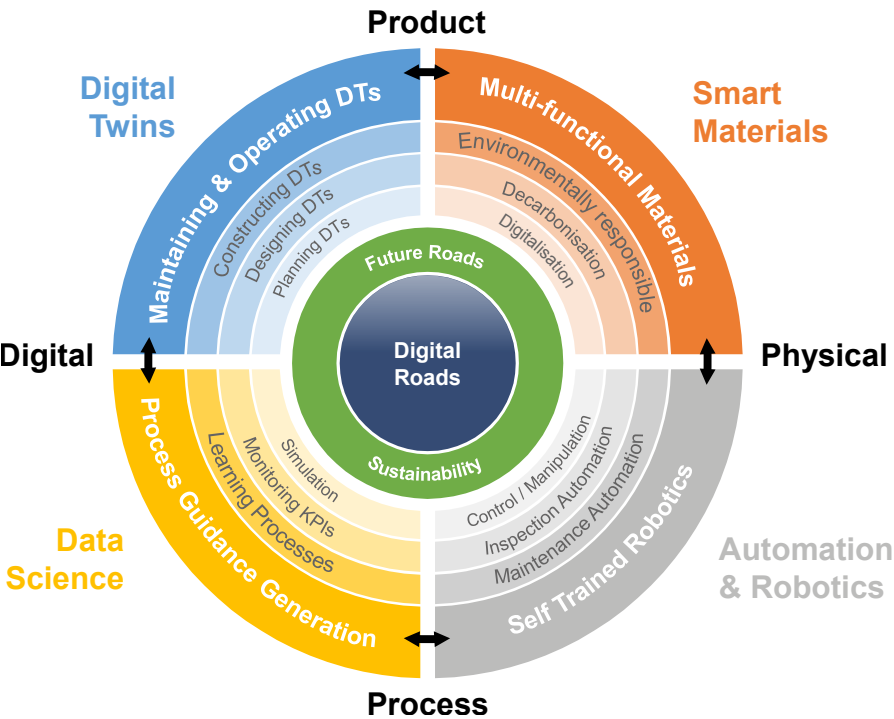 Product
Digital
Twins
Smart
Materials
Maintaining & Operating DTs
Constructing DTs
Designing DTs
Planning DTs
Multi-functional Materials
Environmentally responsible
Decarbonisation
Digitalisation
Future Roads
Digital
Roads
Sustainability
Digital
Physical
Process Guidance Generation
Learning Processes
Monitoring KPIs
Simulation
Control / Manipulation
Inspection Automation
Maintenance Automation
Self Trained Robotics
Data
Science
Automation
& Robotics
Process